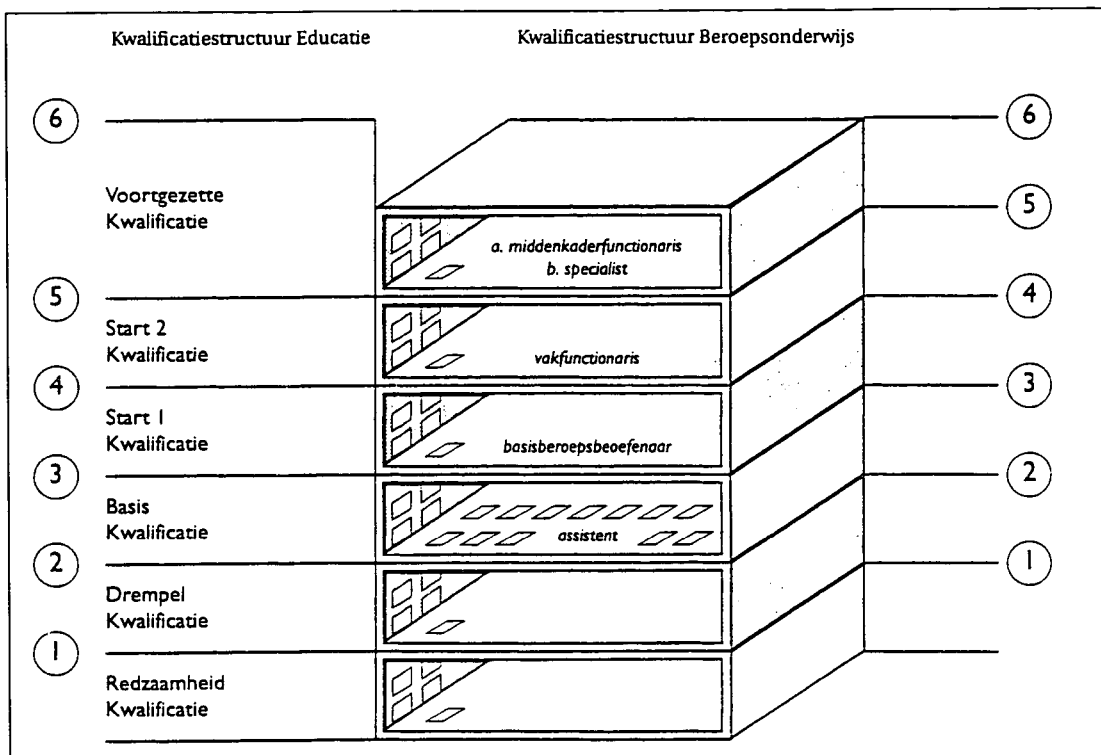 Kwalificatiestructuur Educatie
Kwalificatiestructuur Beroepsonderwijs
6
6
Voortgezette
Kwalificatie
5
a. middenkaderfunctionaris
b. specialist
5
4
Start 2
Kwalificatie
vakfunctionaris
4
3
Start 1
Kwalificatie
basisberoepsbeoefenaar
3
2
Basis
Kwalificatie
assistent
2
1
Drempel
Kwalificatie
1
Redzaamheid
Kwalificatie